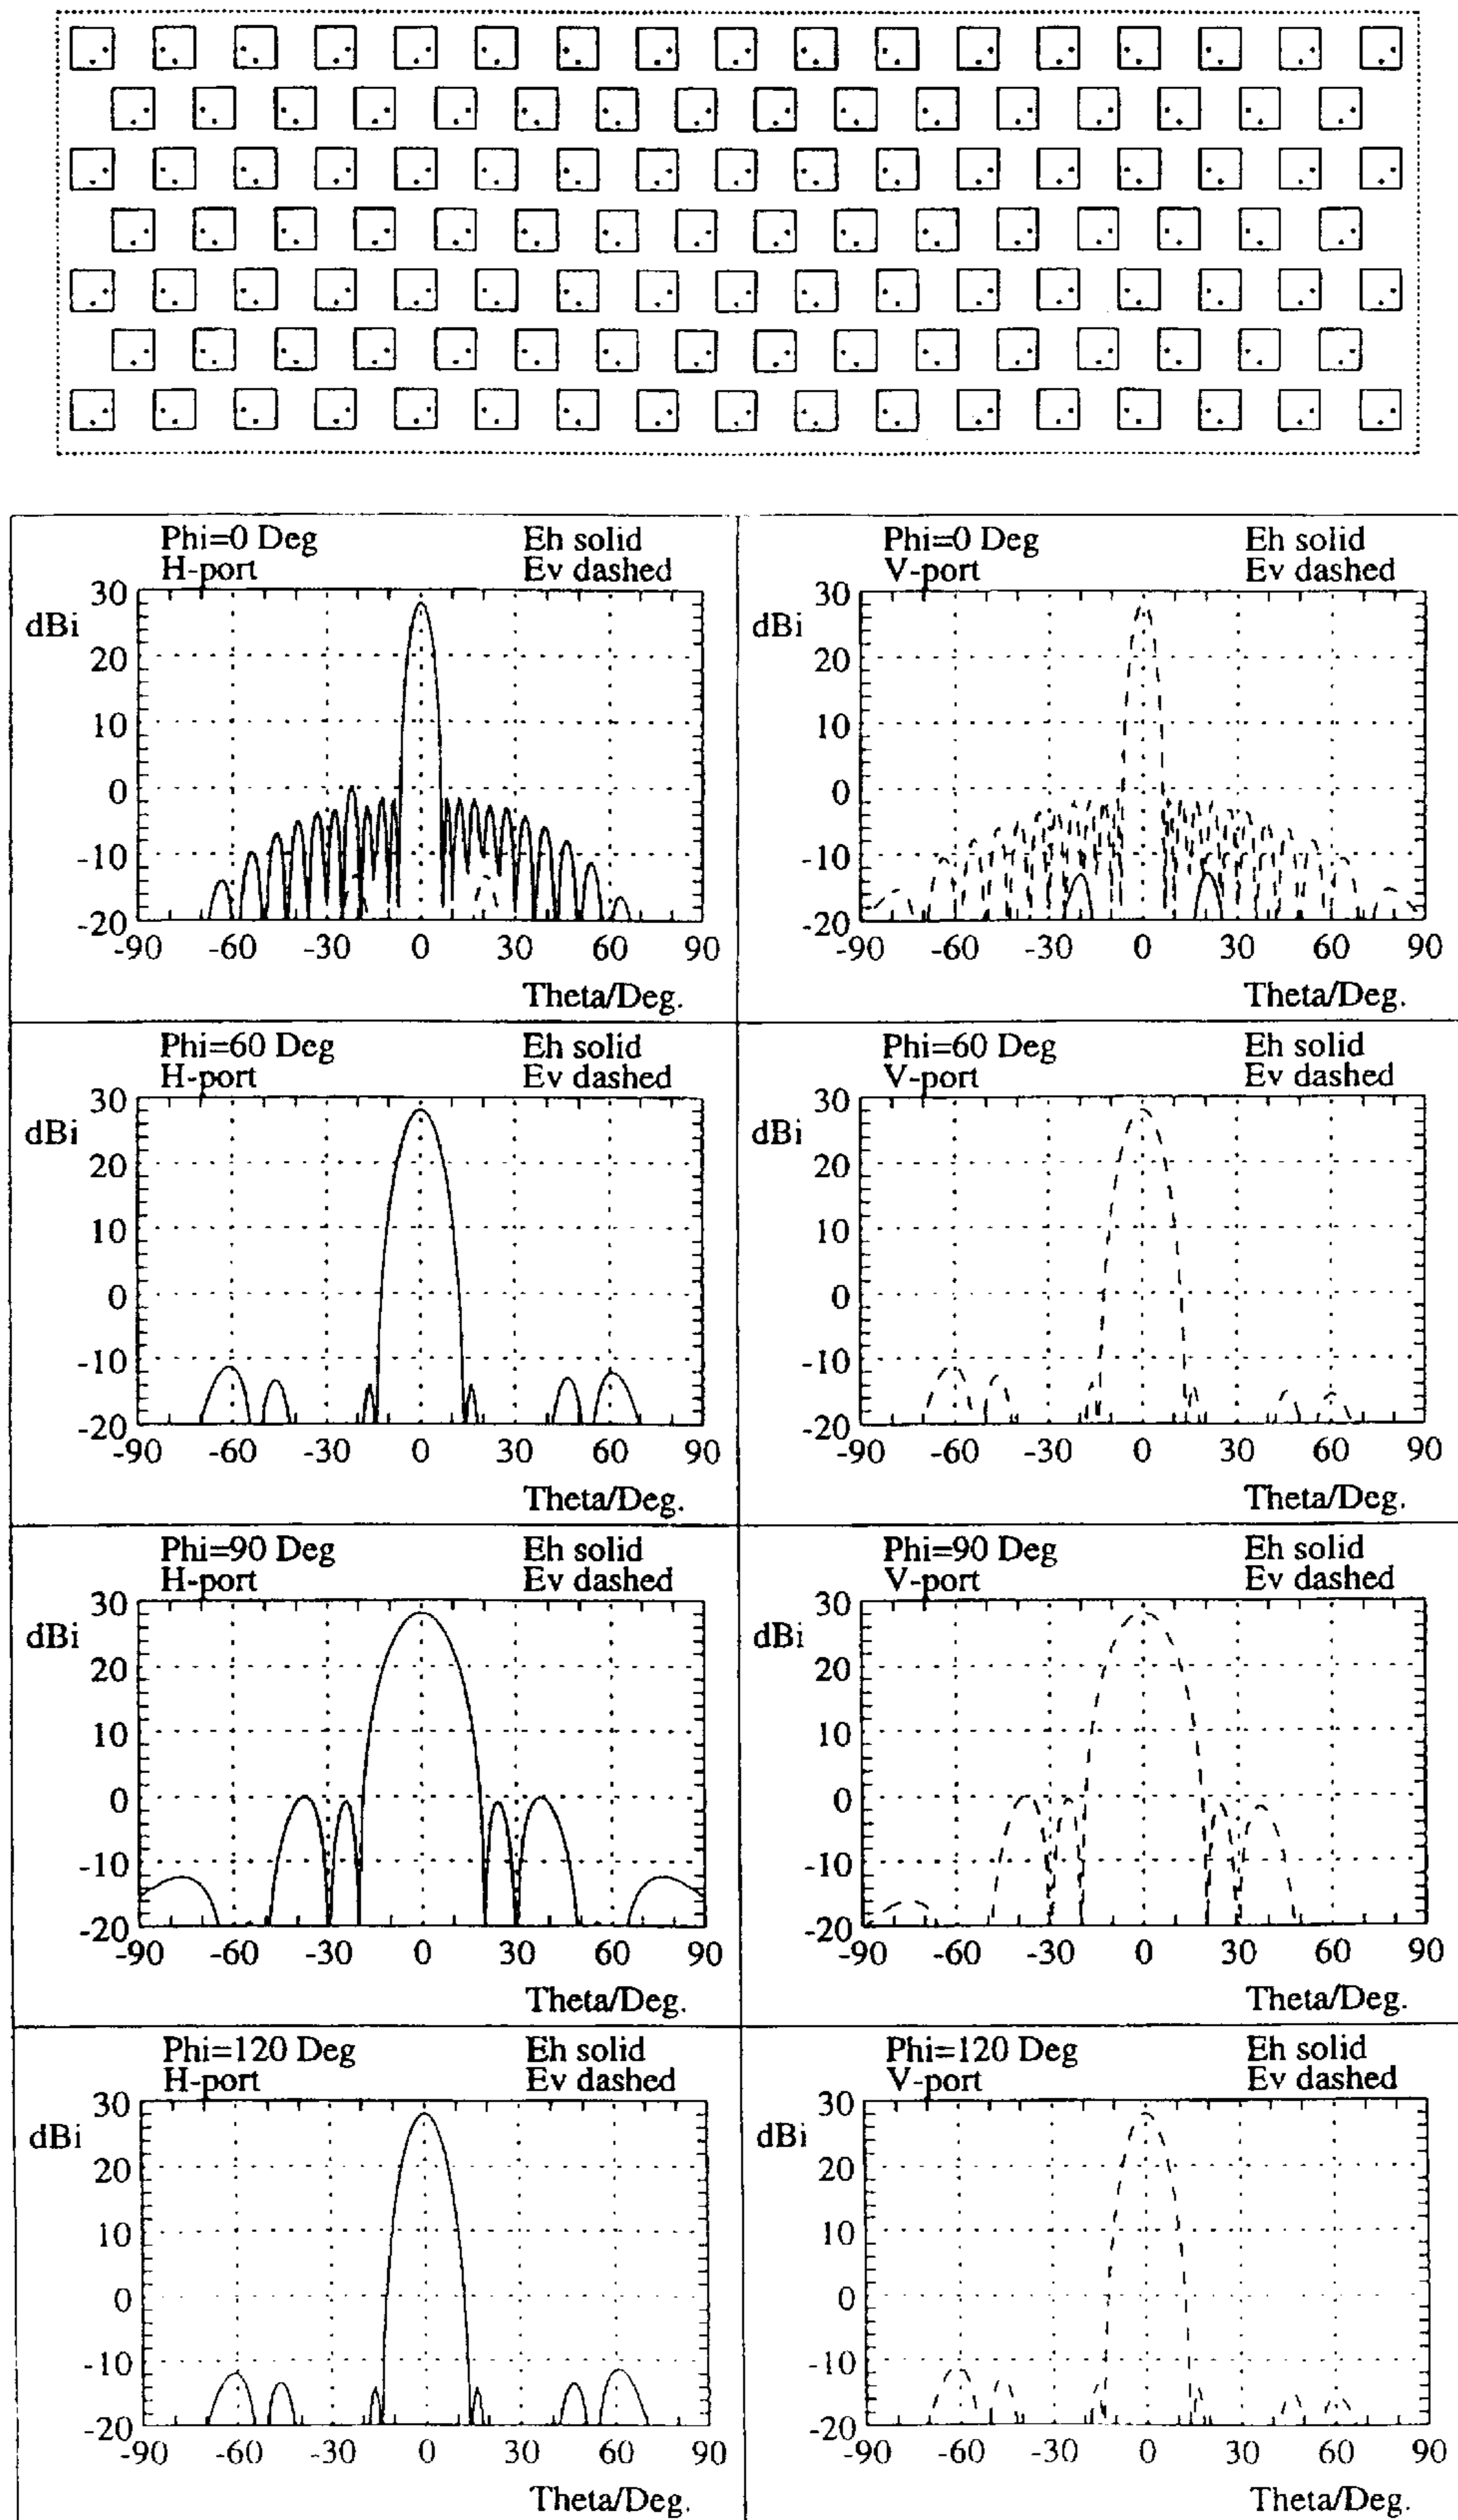 Phi=0 Deg Eh solid
H-port Ev dashed
30
dBi
20
10
0
-10
-20
-90 -60 -30 0 30 60 90
Theta/Deg.
Phi=0 Deg Eh solid
V-port Ev dashed
30
dBi
20
10
0
-10
-20
-90 -60 -30 0 30 60 90
Theta/Deg.
Phi=60 Deg Eh solid
H-port Ev dashed
30
dBi
20
10
0
-10
-20
-90 -60 -30 0 30 60 90
Theta/Deg.
Phi=60 Deg Eh solid
V-port Ev dashed
30
dBi
20
10
0
-10
-20
-90 -60 -30 0 30 60 90
Theta/Deg.
Phi=90 Deg Eh solid
H-port Ev dashed
30
dBi
20
10
0
-10
-20
-90 -60 -30 0 30 60 90
Theta/Deg.
Phi=90 Deg Eh solid
V-port Ev dashed
30
dBi
20
10
0
-10
-20
-90 -60 -30 0 30 60 90
Theta/Deg.
Phi=120 Deg Eh solid
H-port Ev dashed
30
dBi
20
10
0
-10
-20
-90 -60 -30 0 30 60 90
Theta/Deg.
Phi=120 Deg Eh solid
V-port Ev dashed
30
dBi
20
10
0
-10
-20
-90 -60 -30 0 30 60 90
Theta/Deg.